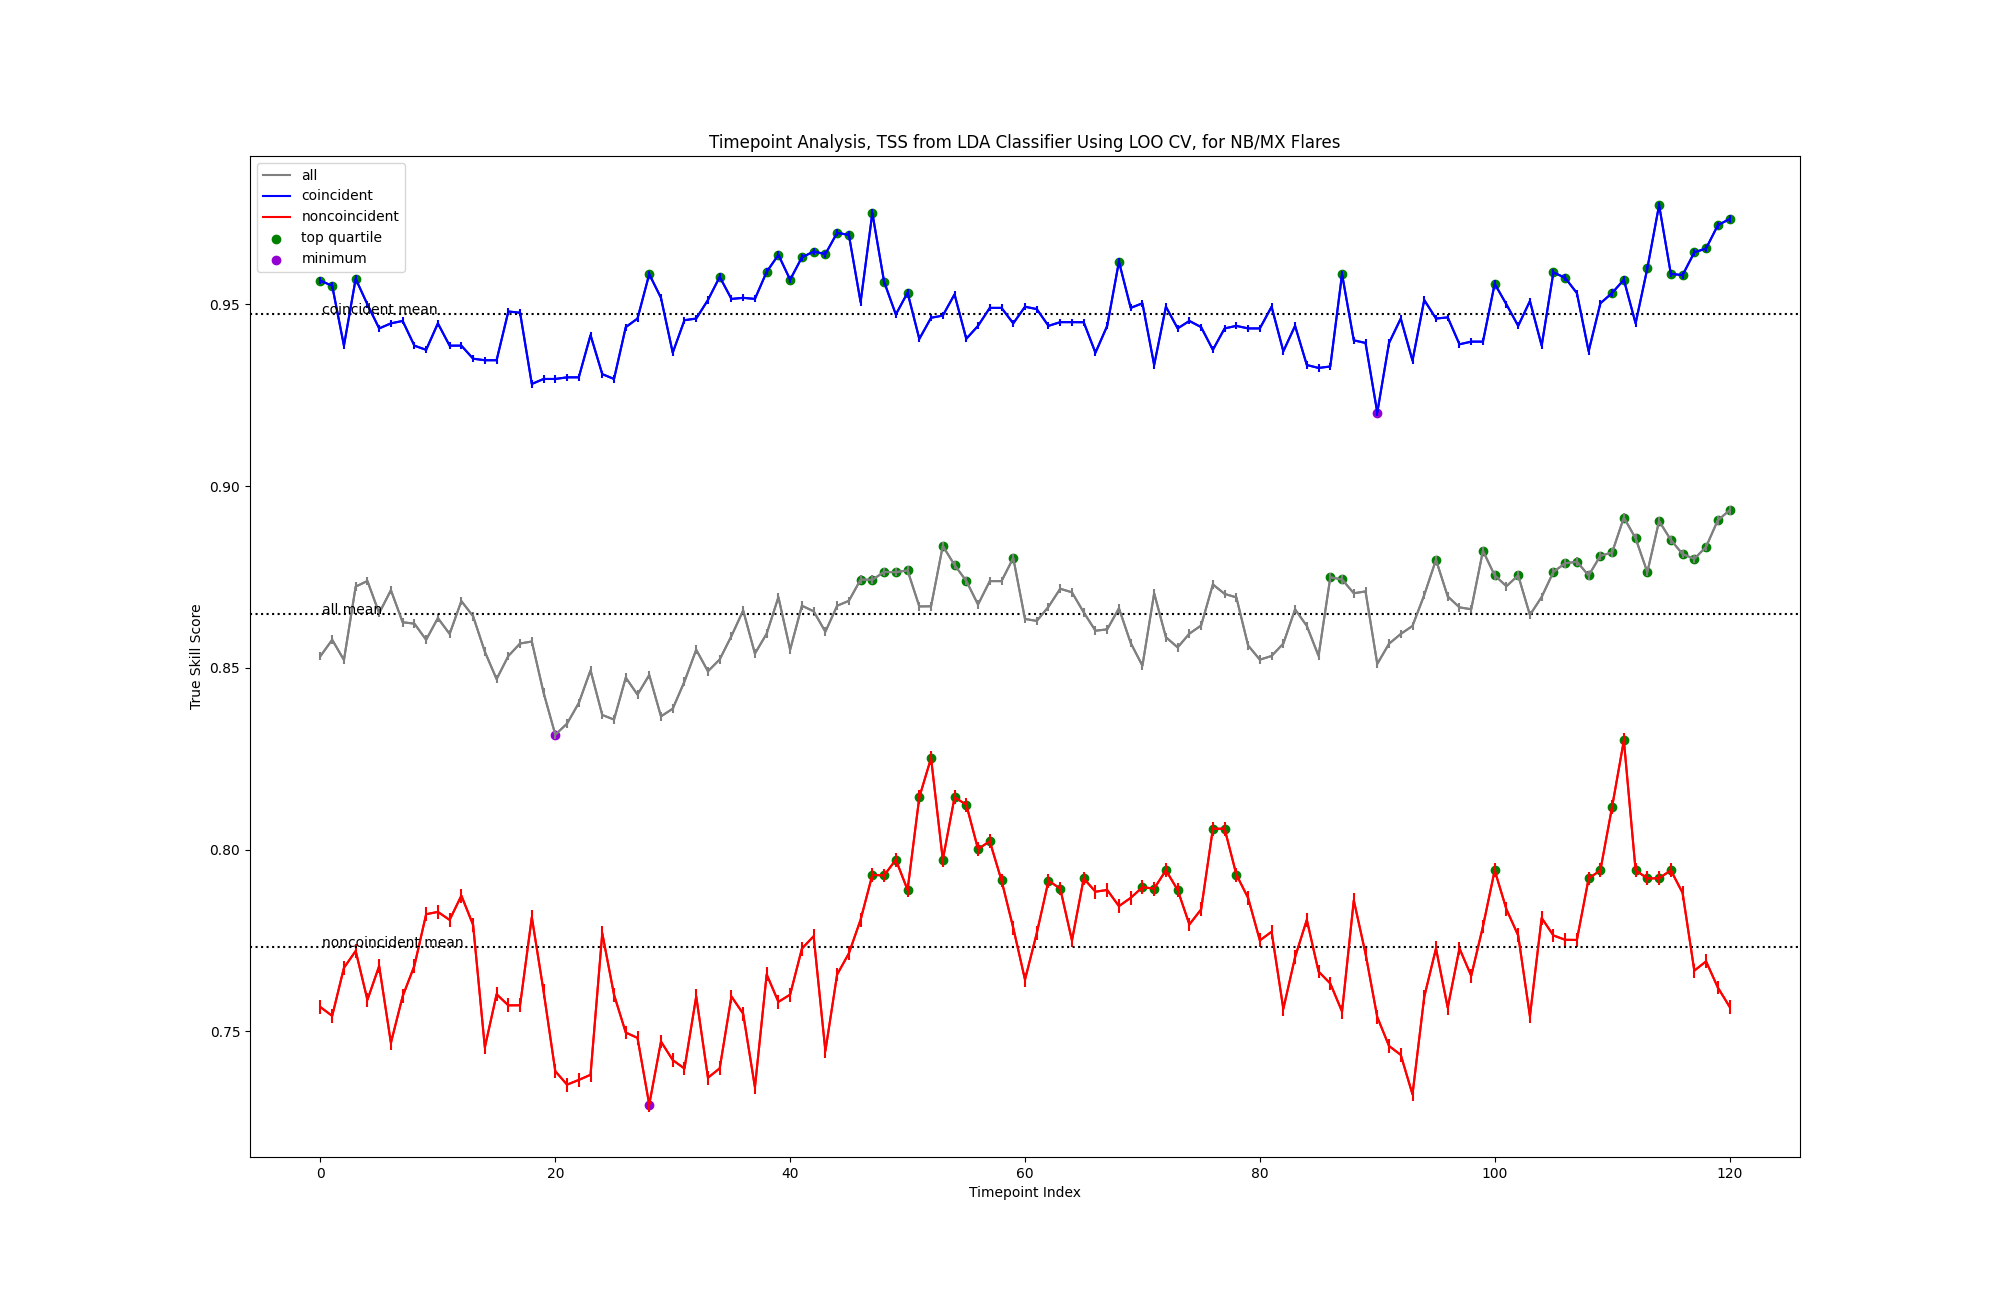 Timepoint Analysis, TSS from LDA Classifier Using LOO CV, for NB/MX Flares
all
coincident
noncoincident
top quartile
minimum
0.95
coincident mean
0.90
all mean
0.85
True Skill Score
0.80
noncoincident mean
0.75
0 20 40 60 80 100 120
Timepoint Index